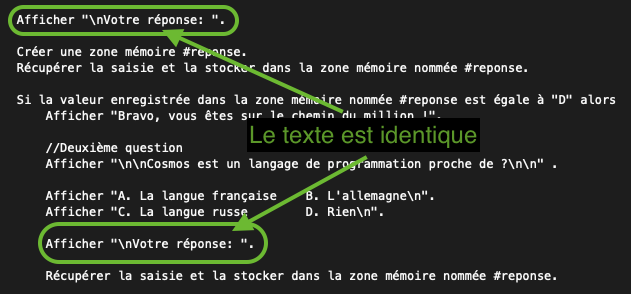 Afficher "\nVotre réponse: ".
Créer une zone mémoire #reponse.
Récupérer la saisie et la stocker dans la zone mémoire nommée #reponse.
Si la valeur enregistrée dans la zone mémoire nommée #reponse est égale à "D" alors
Afficher "Bravo, vous êtes sur le chemin du million !".
Le texte est identique
//Deuxième question
Afficher "\n\nCosmos est un langage de programmation proche de ?\n\n" .
Afficher "A. La langue française    B. L'allemagne\n".
Afficher "C. La langue russe        D. Rien\n".
Afficher "\nVotre réponse: ".
Récupérer la saisie et la stocker dans la zone mémoire nommée #reponse.